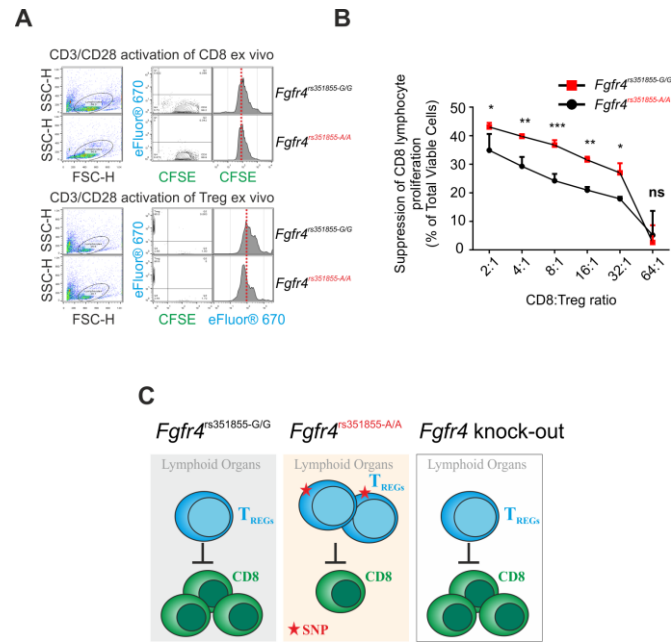 A
CD3/CD28 activation of CD8 ex vivo
SSC-H
SSC-H
eFluor® 670
Fgfr4rs351855-G/G
Fgfr4rs351855-A/A
FSC-H
CFSE
CFSE
CD3/CD28 activation of Treg ex vivo
SSC-H
SSC-H
eFluor® 670
Fgfr4rs351855-G/G
Fgfr4rs351855-A/A
FSC-H
CFSE
eFluor® 670
B
Fgfr4rs351855-G/G
Fgfr4rs351855-A/A
Suppression of CD8 lymphocyte
proliferation
(% of Total Viable Cells)
50
40
30
20
10
0
*
**
***
**
*
ns
2:1
4:1
8:1
16:1
32:1
64:1
CD8:Treg ratio
C
Fgfr4rs351855-G/G
Fgfr4rs351855-A/A
Fgfr4 knock-out
Lymphoid Organs
Lymphoid Organs
Lymphoid Organs
TREGs
TREGs
TREGs
CD8
CD8
CD8
SNP